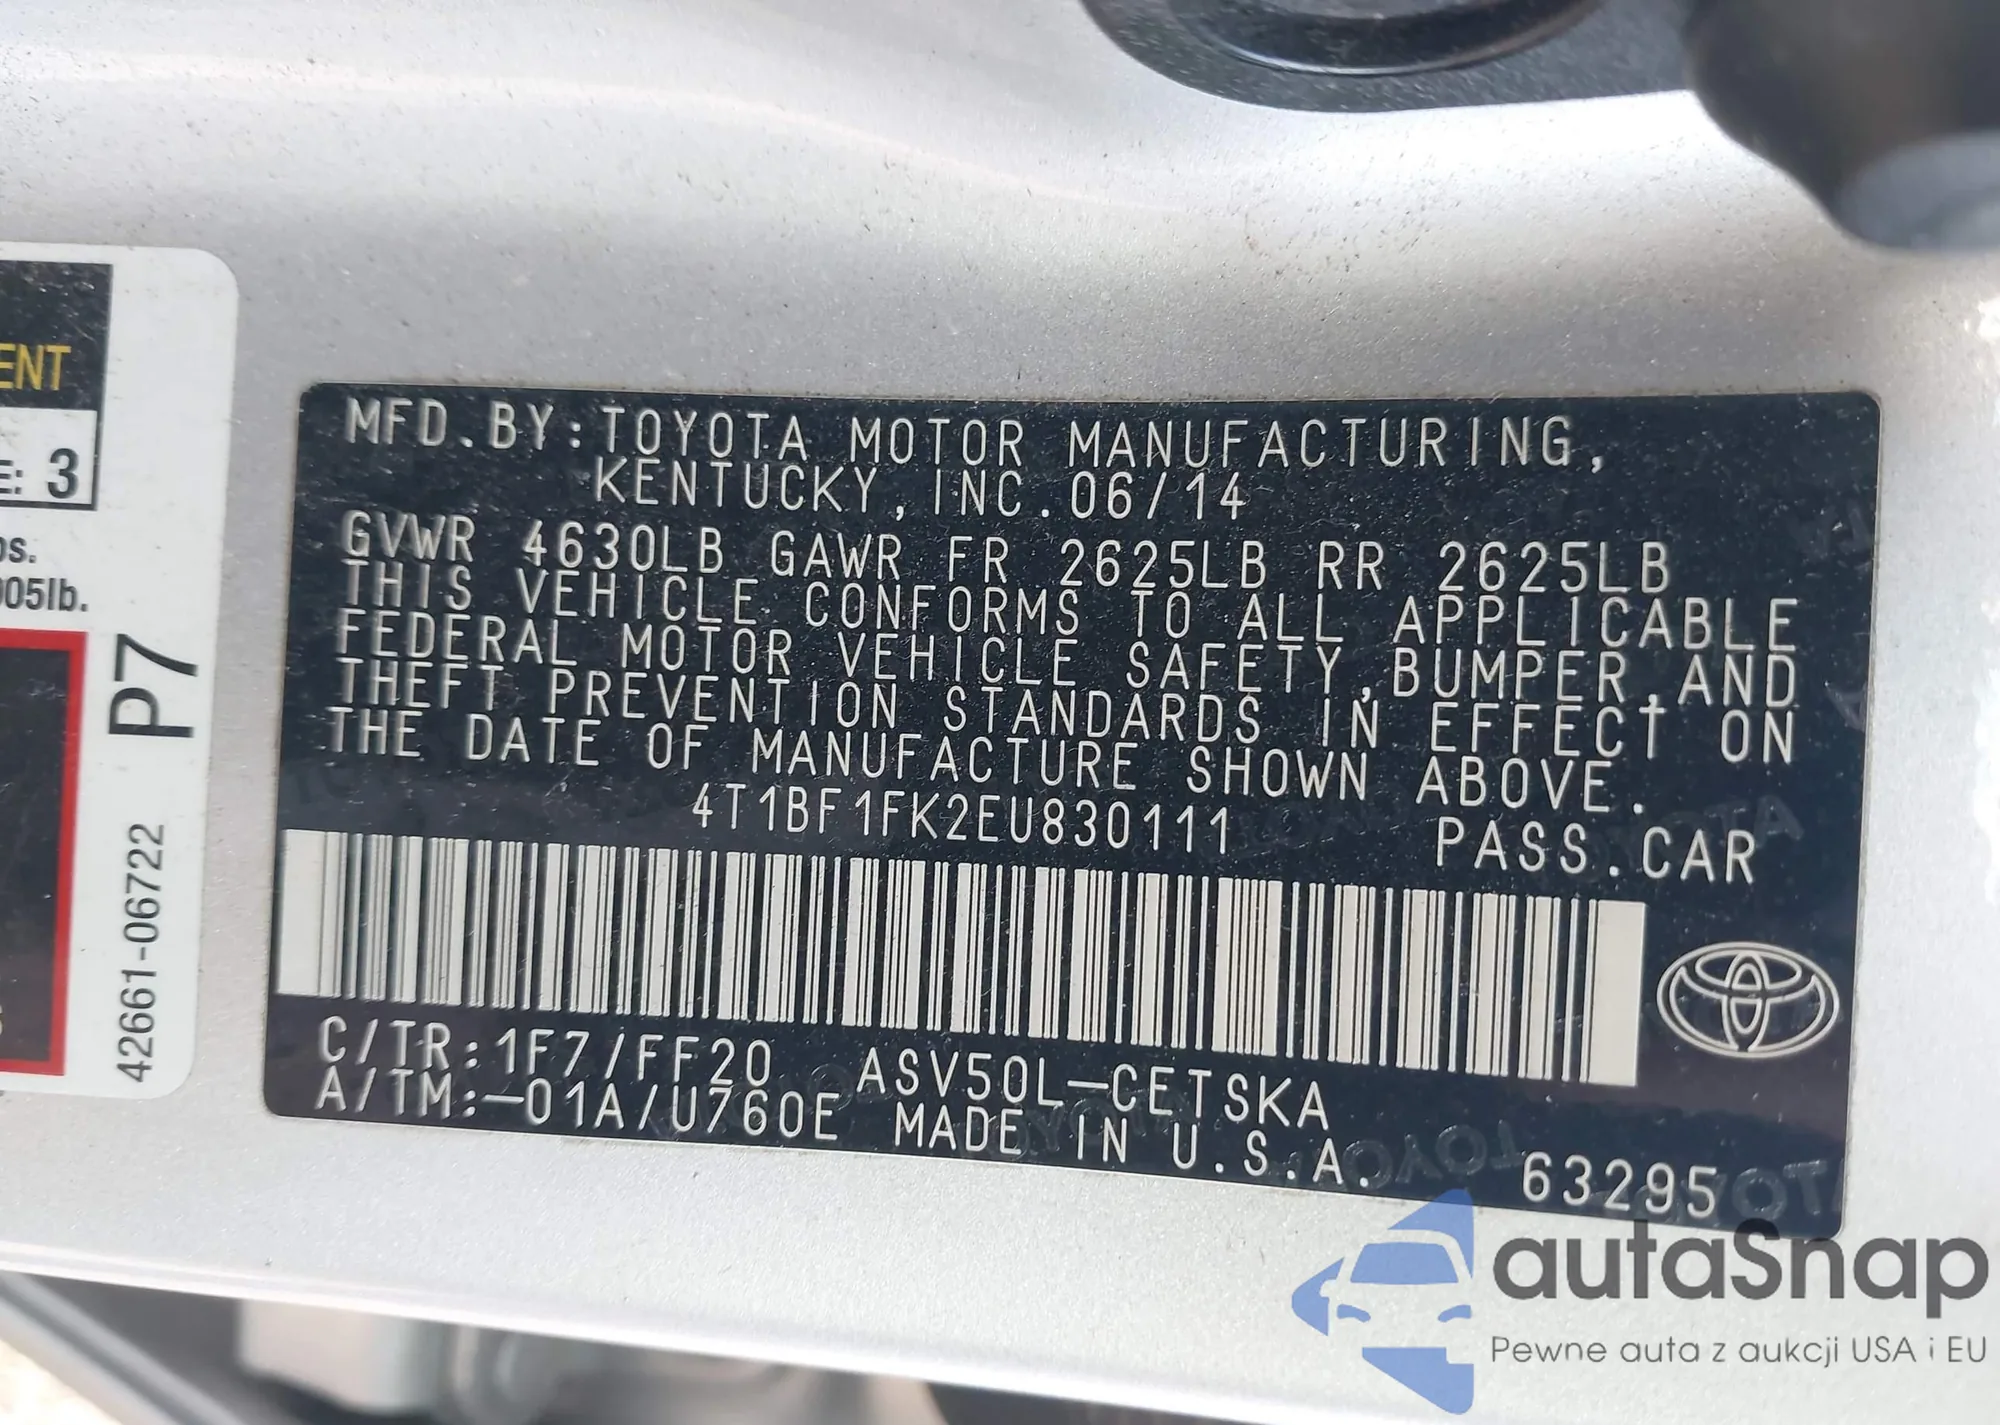 ENT
E: 3
os.
005lb.
P7
42661-06722
MFD.BY:TOYOTA MOTOR MANUFACTURING,
KENTUCKY, INC.06/14
GVWR 4630LB GAWR FR 2625LB RR 2625LB
THIS VEHICLE CONFORMS TO ALL APPLICABLE
FEDERAL MOTOR VEHICLE SAFETY,BUMPER,AND
THEFT PREVENTION STANDARDS IN EFFECT ON
THE DATE OF MANUFACTURE SHOWN ABOVE.
4T1BF1FK2EU830111 PASS.CAR
C/TR:1F7/FF20 ASV50L-CETSKA
A/TM:-01A/U760E MADE IN U.S.A. 63295
autaSnap
Pewne auta z aukcji USA i EU